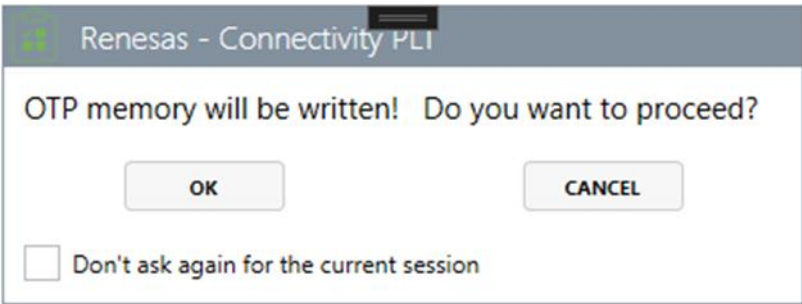 Renesas - Connectivity PLT
OTP memory will be written! Do you want to proceed?
OK
CANCEL
Don't ask again for the current session